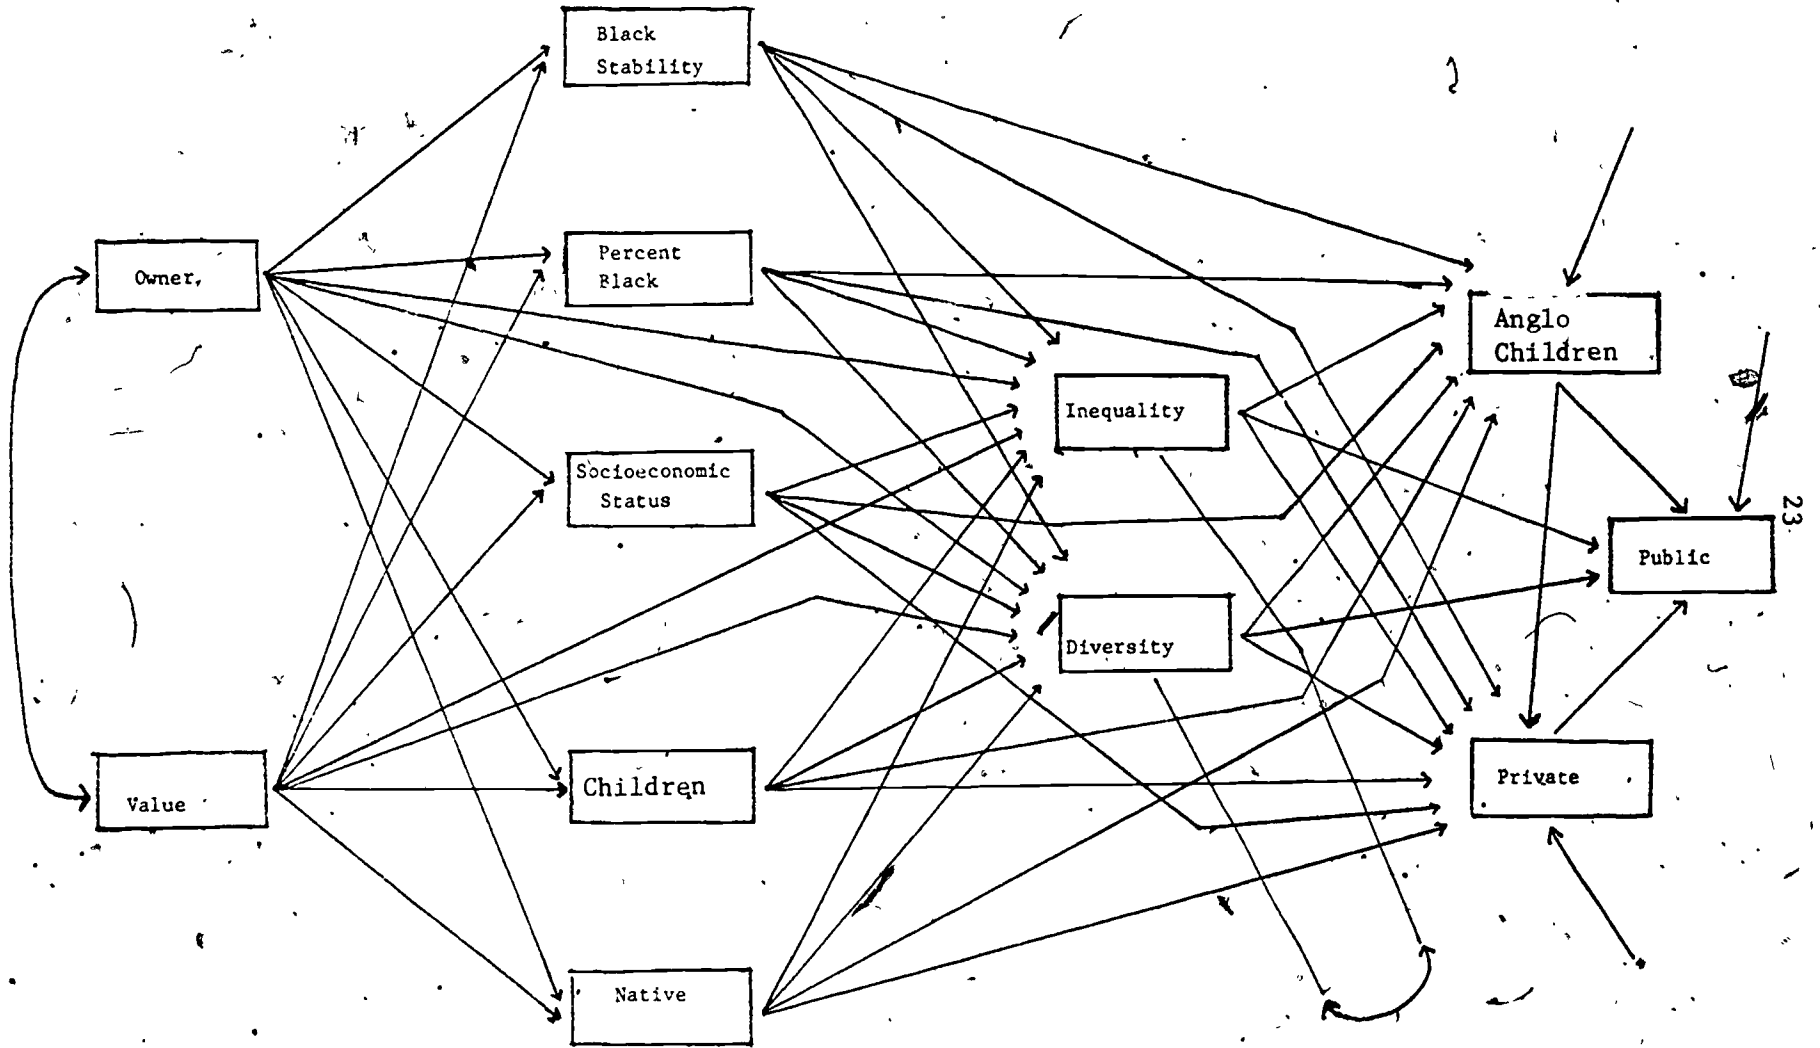 Black
Stability
Percent
Black
Owner,
Anglo
Children
Inequality
Socioeconomic
Status
23
Public
Diversity
Value
Children
Private
Native